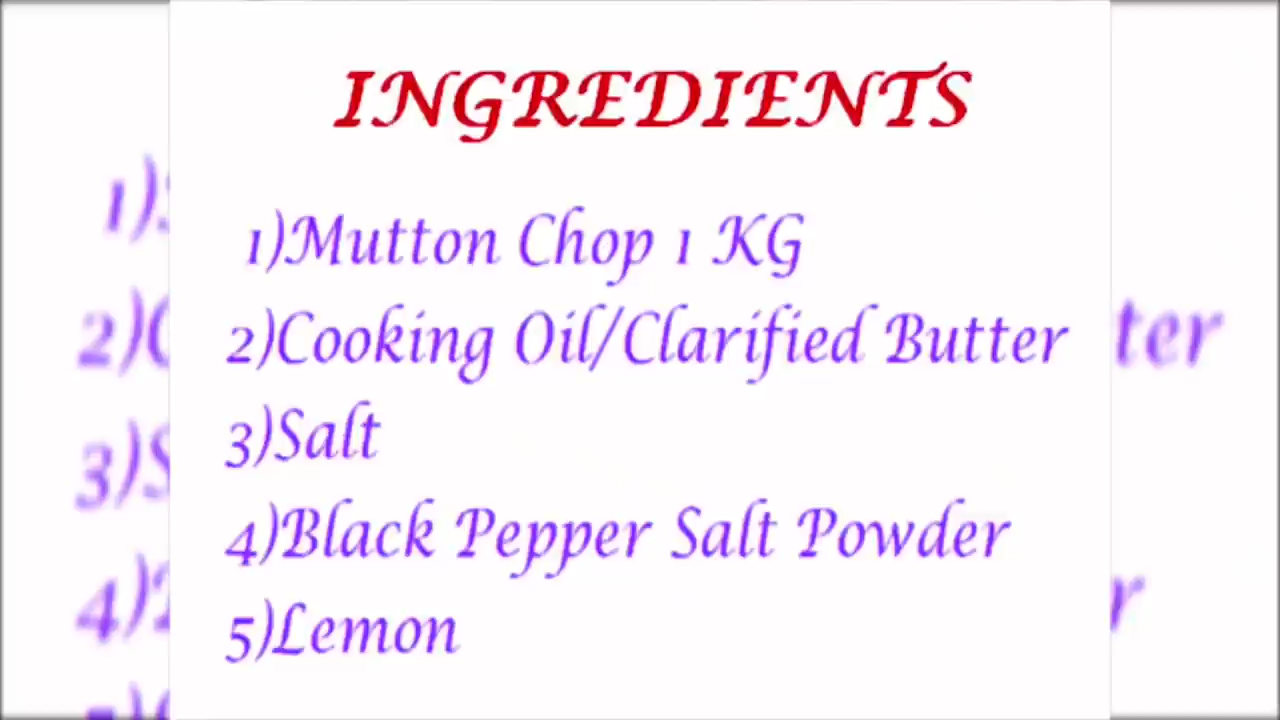 INGREDIENTS
1)Mutton Chop 1 KG
2)Cooking Oil/Clarified Butter
3)Salt
4)Black Pepper Salt Powder
5)Lemon